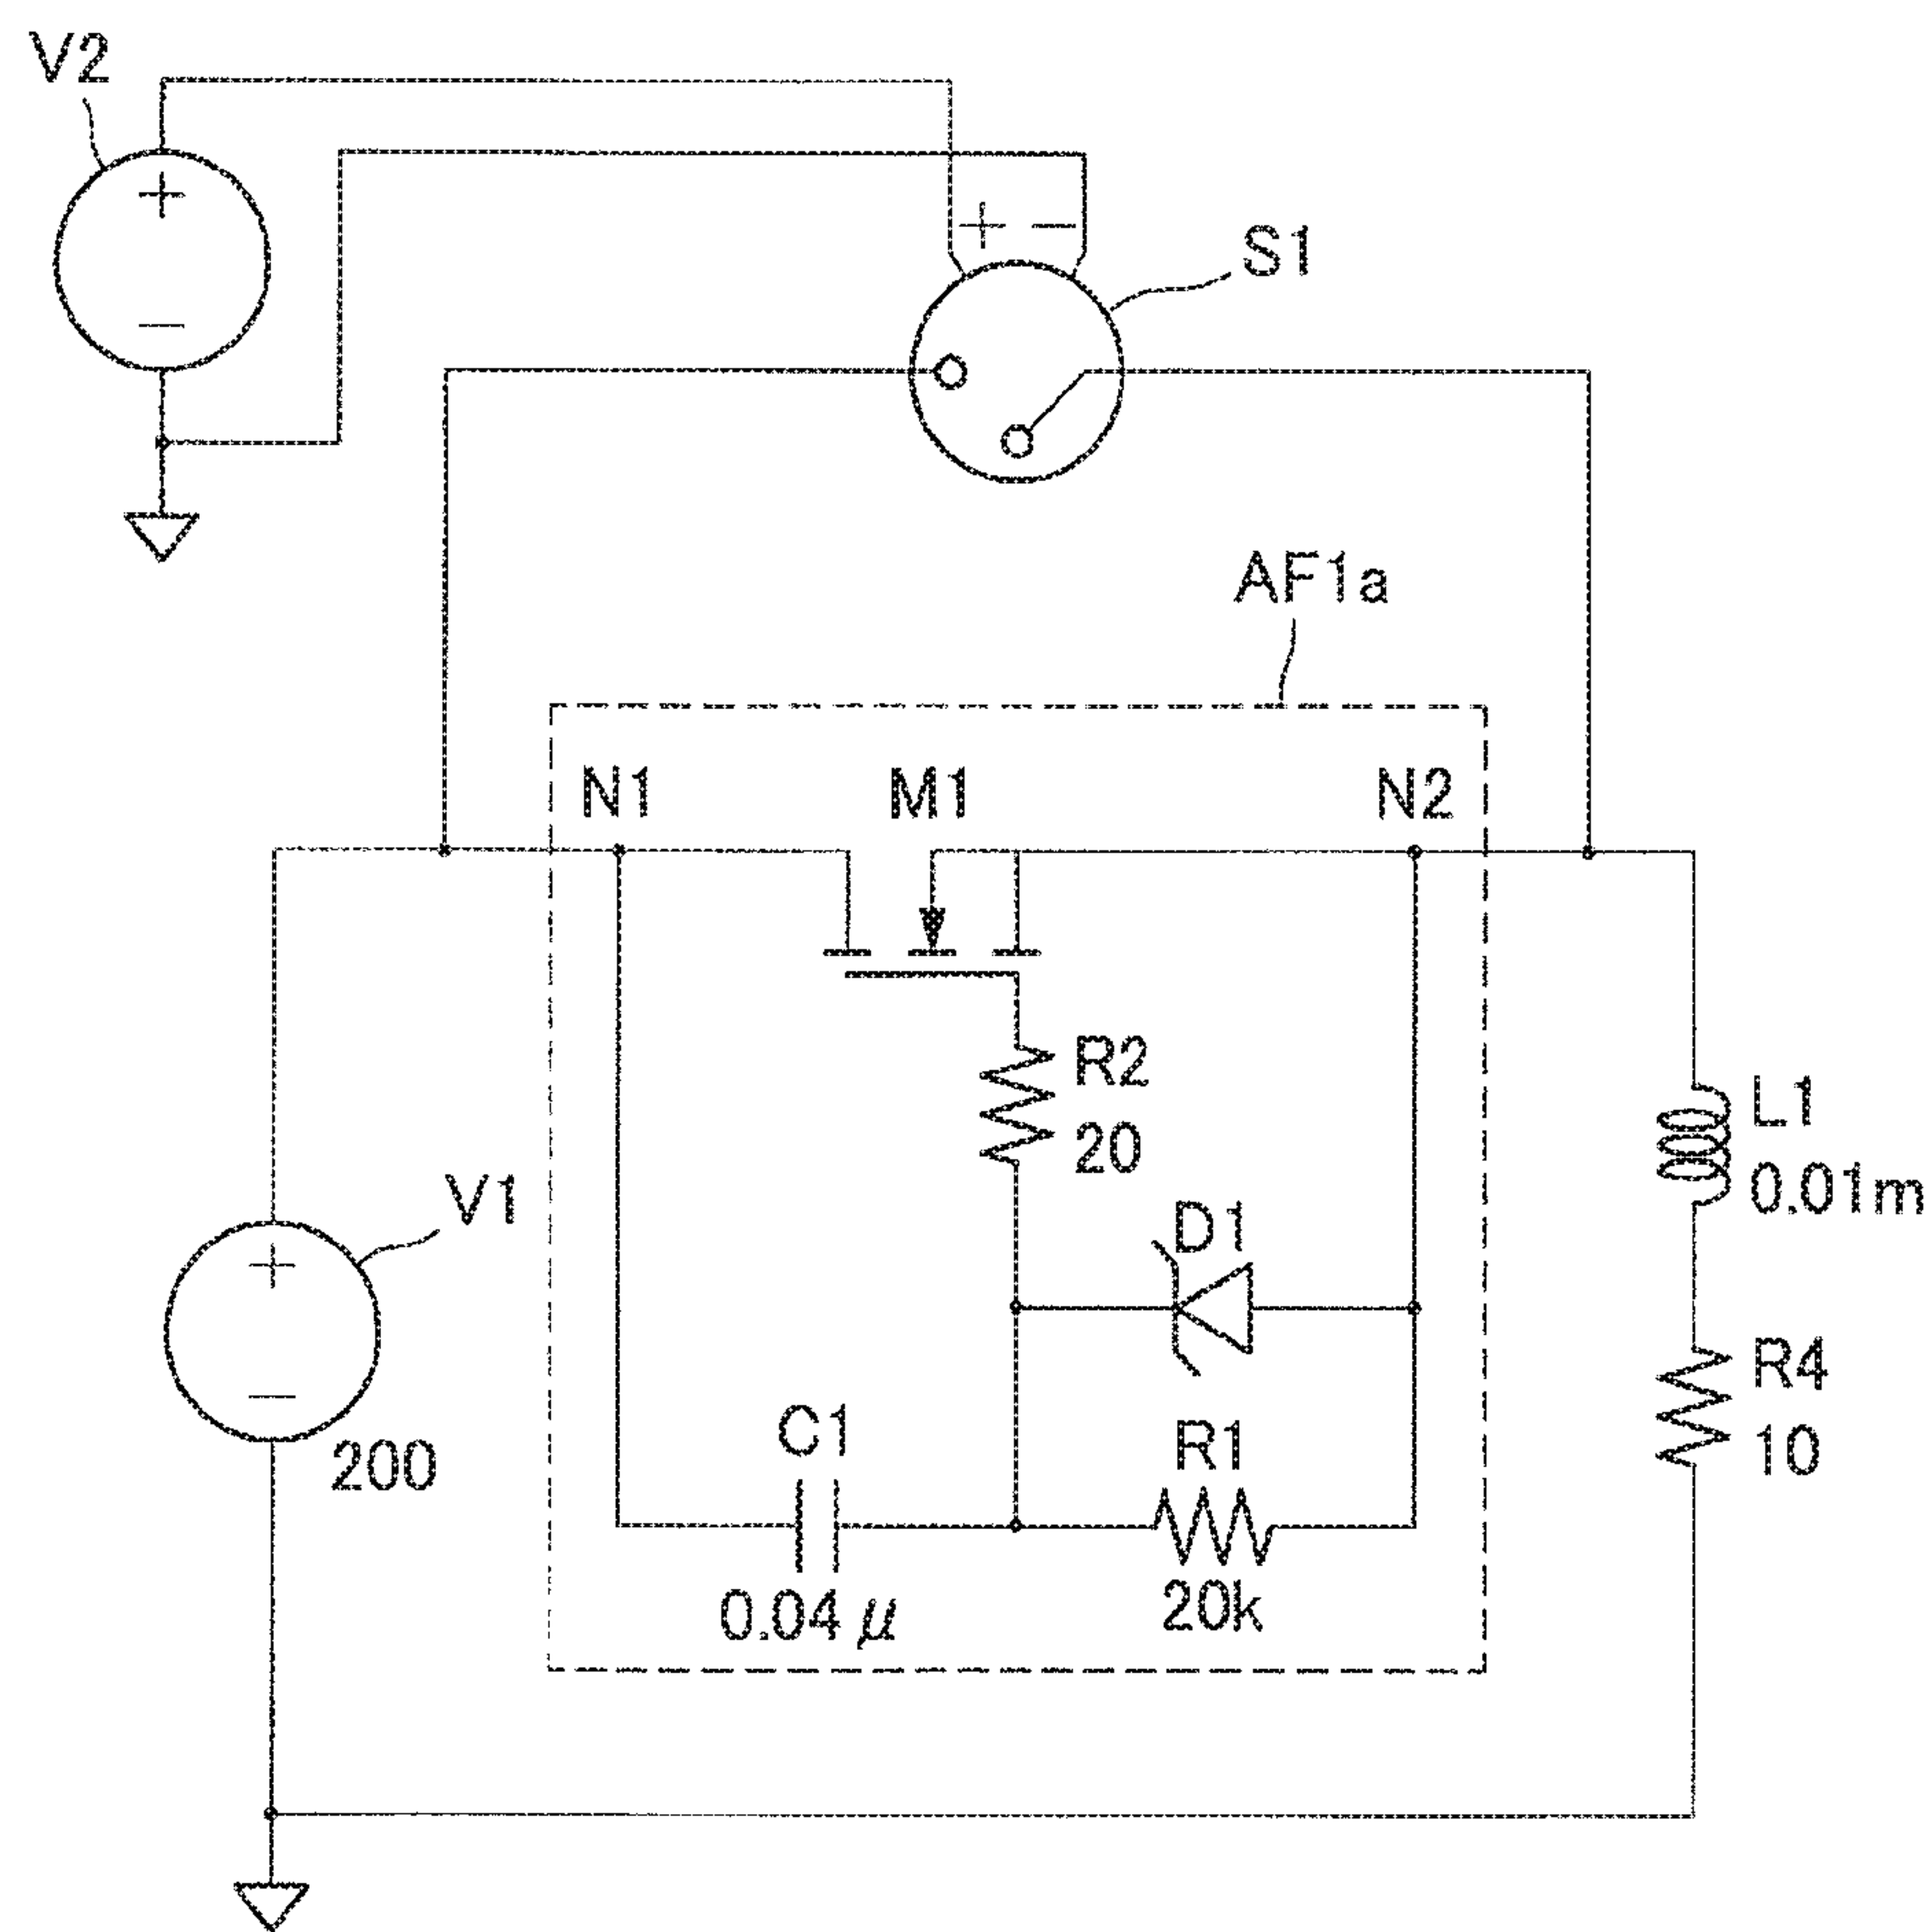 V2
+
−
+ −
S1
AF1a
N1 M1 N2
R2
20
L1
0.01m
V1
+
−
200
D1
R4
10
C1
0.04μ
R1
20k